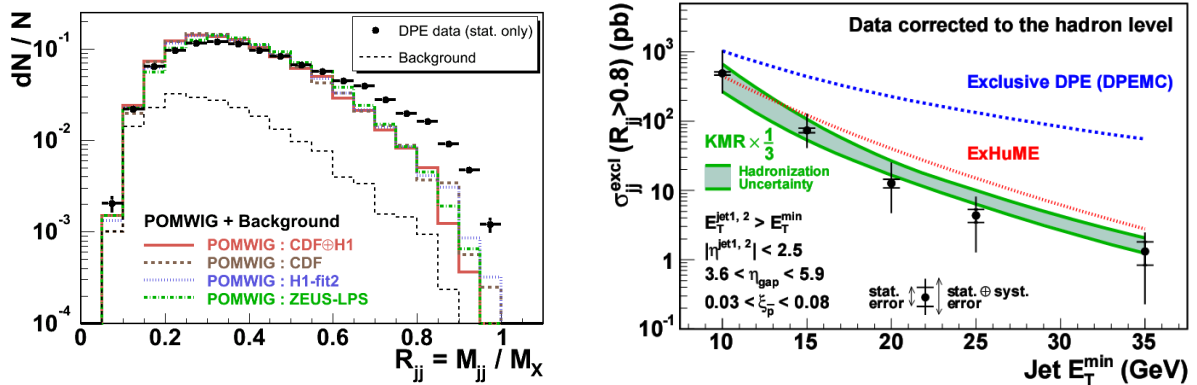 dN / N
10⁻¹
10⁻²
10⁻³
10⁻⁴
DPE data (stat. only)
Background
POMWIG + Background
POMWIG : CDF⊕H1
POMWIG : CDF
POMWIG : H1-fit2
POMWIG : ZEUS-LPS
0 0.2 0.4 0.6 0.8 1
R_jj = M_jj / M_X
σ_jj^excl (R_jj>0.8) (pb)
10³
10²
10
1
10⁻¹
Data corrected to the hadron level
Exclusive DPE (DPEMC)
KMR × 1/3
ExHuME
Hadronization
Uncertainty
E_T^jet1, 2 > E_T^min
|η^jet1, 2| < 2.5
3.6 < η_gap < 5.9
0.03 < ξ_p̄ < 0.08
stat.
error
stat. ⊕ syst.
error
10 15 20 25 30 35
Jet E_T^min (GeV)